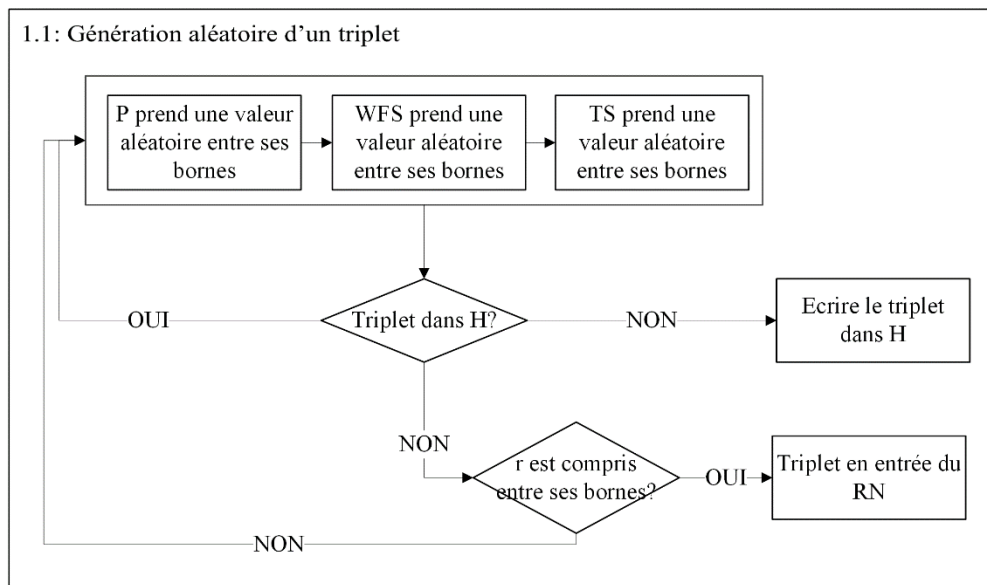 1.1: Génération aléatoire d'un triplet
P prend une valeur
aléatoire entre ses
bornes
WFS prend une
valeur aléatoire
entre ses bornes
TS prend une
valeur aléatoire
entre ses bornes
OUI
Triplet dans H?
NON
Ecrire le triplet
dans H
NON
r est compris
entre ses bornes?
OUI
Triplet en entrée du
RN
NON